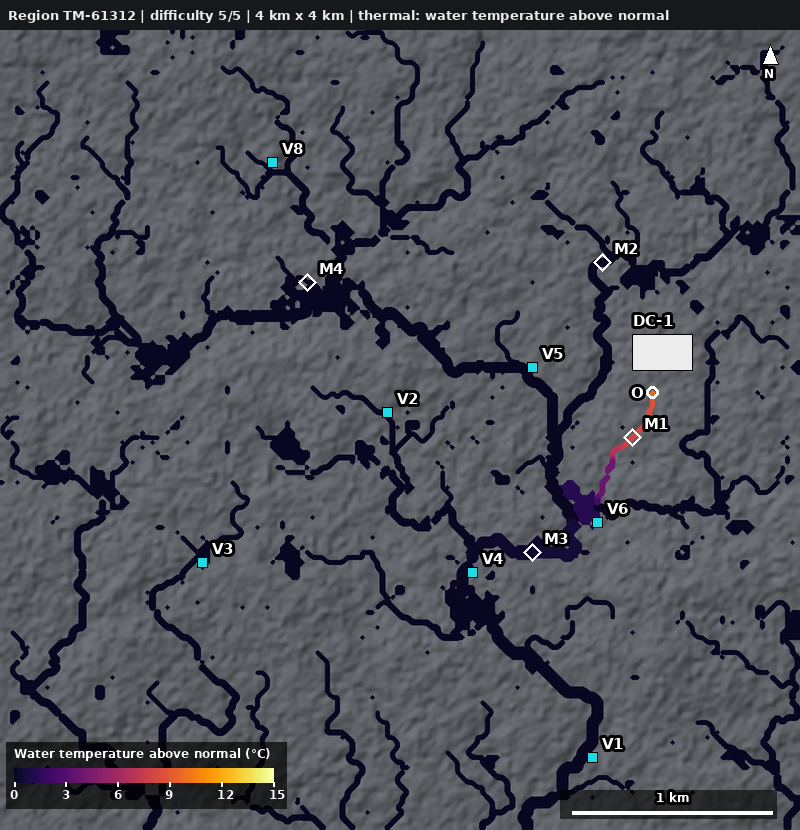 Region TM-61312 | difficulty 5/5 | 4 km x 4 km | thermal: water temperature above normal
N
V8
M2
M4
DC-1
V5
O
V2
M1
V6
M3
V3
V4
V1
Water temperature above normal (°C)
0 3 6 9 12 15
1 km